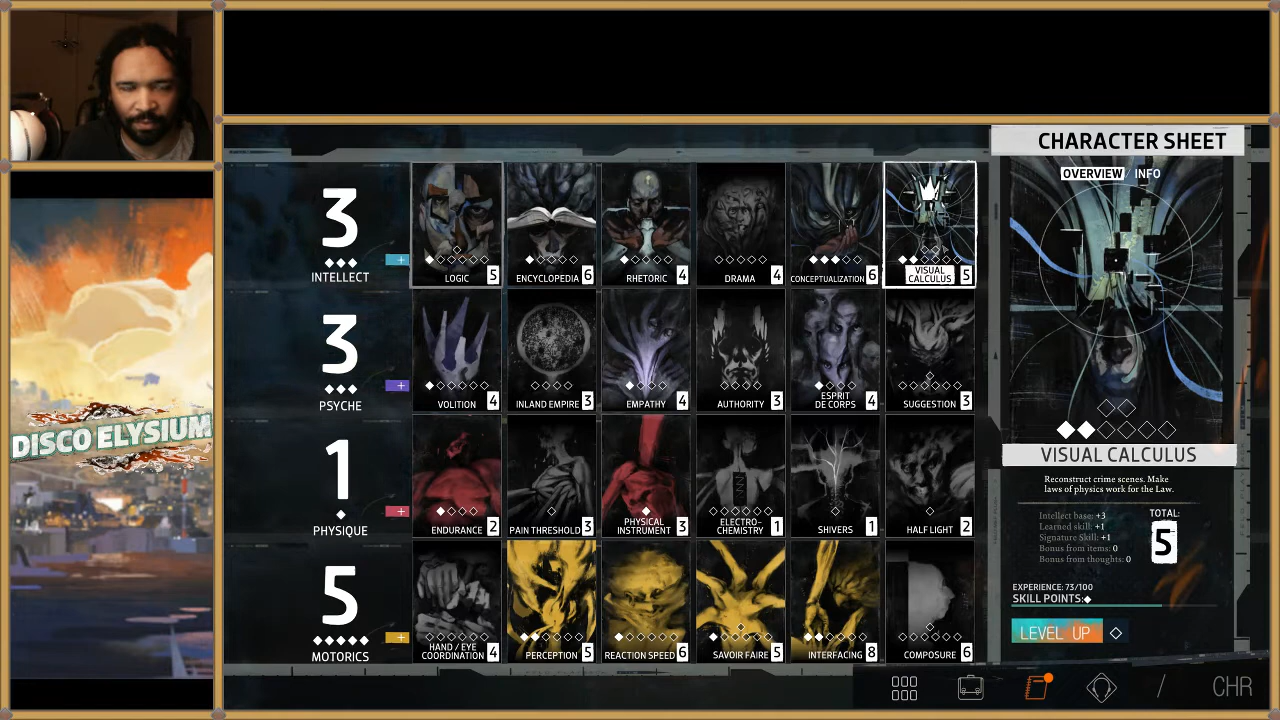 CHARACTER SHEET
OVERVIEW / INFO
3
INTELLECT
LOGIC 5
ENCYCLOPEDIA 6
RHETORIC 4
DRAMA 4
CONCEPTUALIZATION 6
VISUAL
CALCULUS 5
3
PSYCHE
VOLITION 4
INLAND EMPIRE 3
EMPATHY 4
AUTHORITY 3
ESPRIT
DE CORPS 4
SUGGESTION 3
1
PHYSIQUE
ENDURANCE 2
PAIN THRESHOLD 3
PHYSICAL
INSTRUMENT 3
ELECTRO-
CHEMISTRY 1
SHIVERS 1
HALF LIGHT 2
5
MOTORICS
HAND / EYE
COORDINATION 4
PERCEPTION 5
REACTION SPEED 6
SAVOIR FAIRE 5
INTERFACING 8
COMPOSURE 6
VISUAL CALCULUS
Reconstruct crime scenes. Make
laws of physics work for the Law.
Intellect base: +3
Learned skill: +1
Signature Skill: +1
Bonus from items: 0
Bonus from thoughts: 0
TOTAL:
5
EXPERIENCE: 73/100
SKILL POINTS:
LEVEL UP
/ CHR
DISCO ELYSIUM